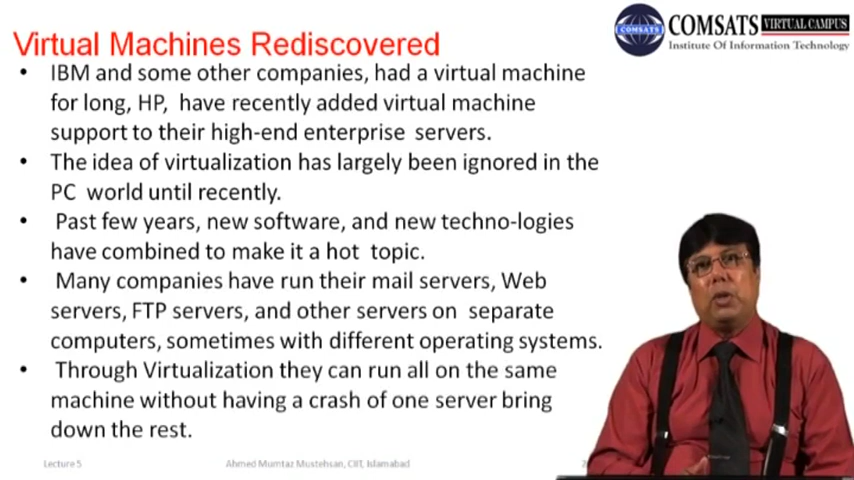 Virtual Machines Rediscovered
COMSATS VIRTUAL CAMPUS
COMSATS
Institute Of Information Technology
• IBM and some other companies, had a virtual machine
for long, HP, have recently added virtual machine
support to their high-end enterprise servers.
• The idea of virtualization has largely been ignored in the
PC world until recently.
• Past few years, new software, and new techno-logies
have combined to make it a hot topic.
• Many companies have run their mail servers, Web
servers, FTP servers, and other servers on separate
computers, sometimes with different operating systems.
• Through Virtualization they can run all on the same
machine without having a crash of one server bring
down the rest.
Lecture 5 Ahmed Mumtaz Mustehsan, CIIT, Islamabad